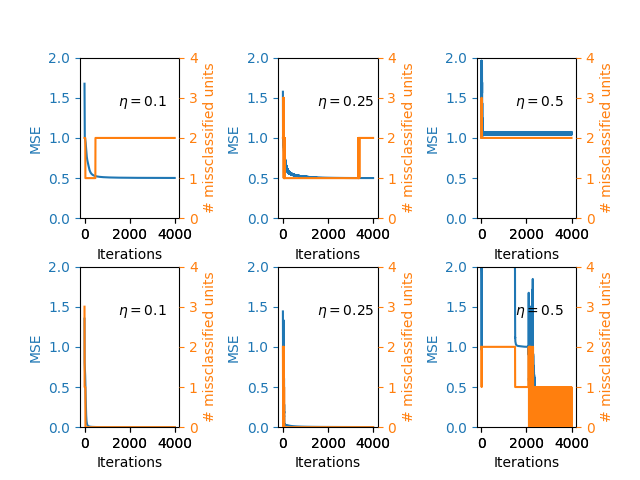 2.0 4 2.0 4 2.0 4
1.5 3 1.5 3 1.5 3
η = 0.1 η = 0.25 η = 0.5
MSE # missclassified units MSE # missclassified units MSE # missclassified units
1.0 2 1.0 2 1.0 2
0.5 1 0.5 1 0.5 1
0.0 0 0.0 0 0.0 0
0 2000 4000 0 2000 4000 0 2000 4000
Iterations Iterations Iterations
2.0 4 2.0 4 2.0 4
1.5 3 1.5 3 1.5 3
η = 0.1 η = 0.25 η = 0.5
MSE # missclassified units MSE # missclassified units MSE # missclassified units
1.0 2 1.0 2 1.0 2
0.5 1 0.5 1 0.5 1
0.0 0 0.0 0 0.0 0
0 2000 4000 0 2000 4000 0 2000 4000
Iterations Iterations Iterations